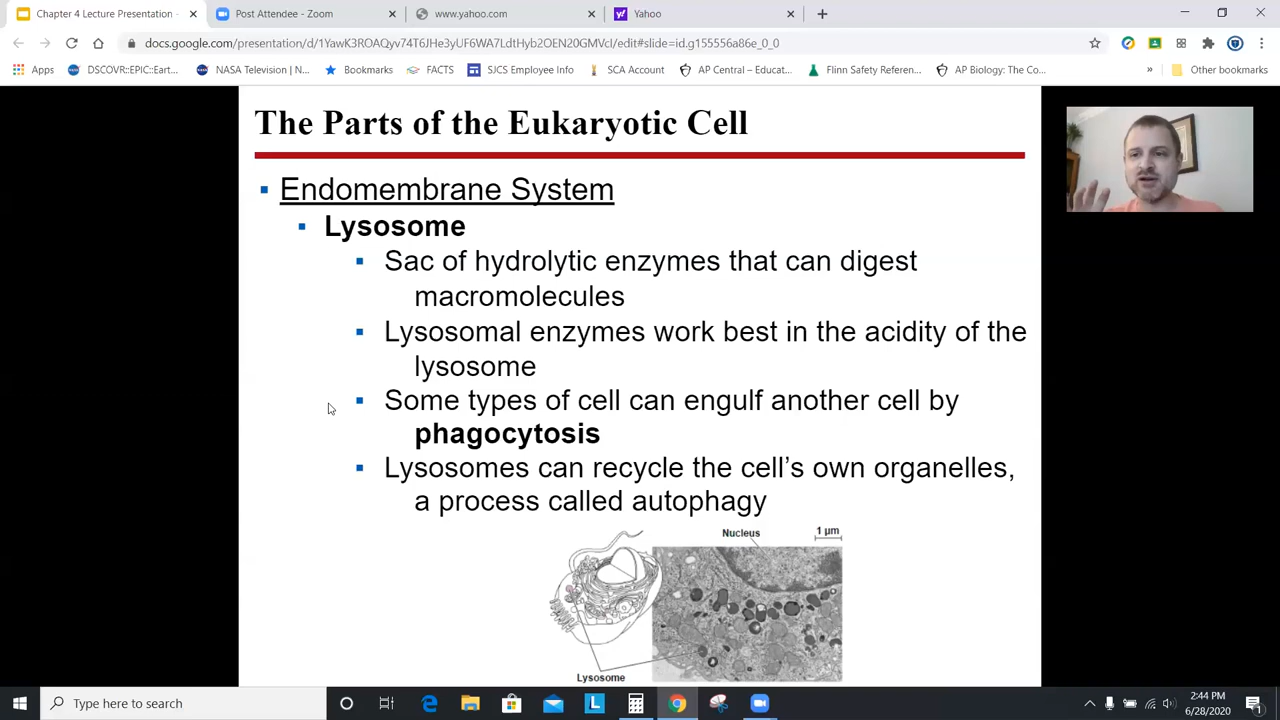 Chapter 4 Lecture Presentation -
Post Attendee - Zoom
www.yahoo.com
Yahoo
docs.google.com/presentation/d/
/edit#slide=id.g155556a86e_0_0
Apps
DSCOVR::EPIC::Eart...
NASA Television | N...
Bookmarks
FACTS
SJCS Employee Info
SCA Account
AP Central – Educat...
Flinn Safety Referen...
AP Biology: The Co...
Other bookmarks
The Parts of the Eukaryotic Cell
Endomembrane System
Lysosome
Sac of hydrolytic enzymes that can digest
macromolecules
Lysosomal enzymes work best in the acidity of the
lysosome
Some types of cell can engulf another cell by
phagocytosis
Lysosomes can recycle the cell’s own organelles,
a process called autophagy
Nucleus
1 µm
Lysosome
Type here to search
2:44 PM
6/28/2020